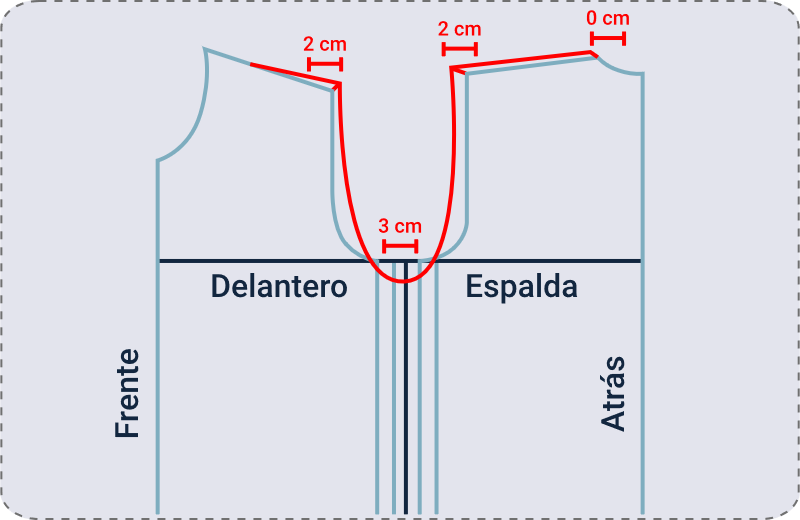 0 cm
2 cm
2 cm
3 cm
Delantero
Espalda
Frente
Atrás